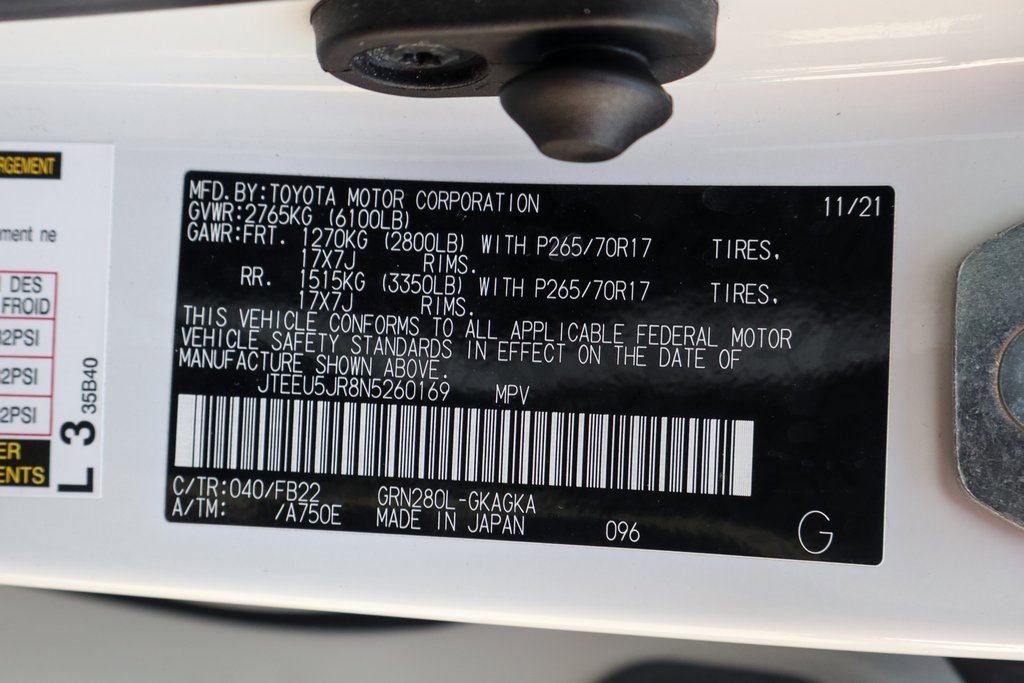 RGEMENT
ment ne
DES
FROID
2PSI
2PSI
2PSI
ER
ENTS
L 3
35B40
MFD. BY: TOYOTA MOTOR CORPORATION 11/21
GVWR: 2765KG (6100LB)
GAWR: FRT. 1270KG (2800LB) WITH P265/70R17 TIRES,
17X7J RIMS.
RR. 1515KG (3350LB) WITH P265/70R17 TIRES,
17X7J RIMS.
THIS VEHICLE CONFORMS TO ALL APPLICABLE FEDERAL MOTOR
VEHICLE SAFETY STANDARDS IN EFFECT ON THE DATE OF
MANUFACTURE SHOWN ABOVE.
JTEEU5JR8N5260169 MPV
C/TR: 040/FB22 GRN280L-GKAGKA
A/TM: /A750E MADE IN JAPAN 096 G